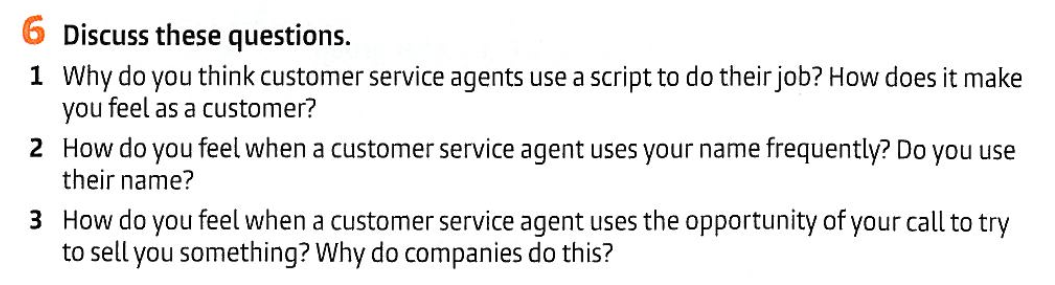 6 Discuss these questions.
1 Why do you think customer service agents use a script to do their job? How does it make
you feel as a customer?
2 How do you feel when a customer service agent uses your name frequently? Do you use
their name?
3 How do you feel when a customer service agent uses the opportunity of your call to try
to sell you something? Why do companies do this?